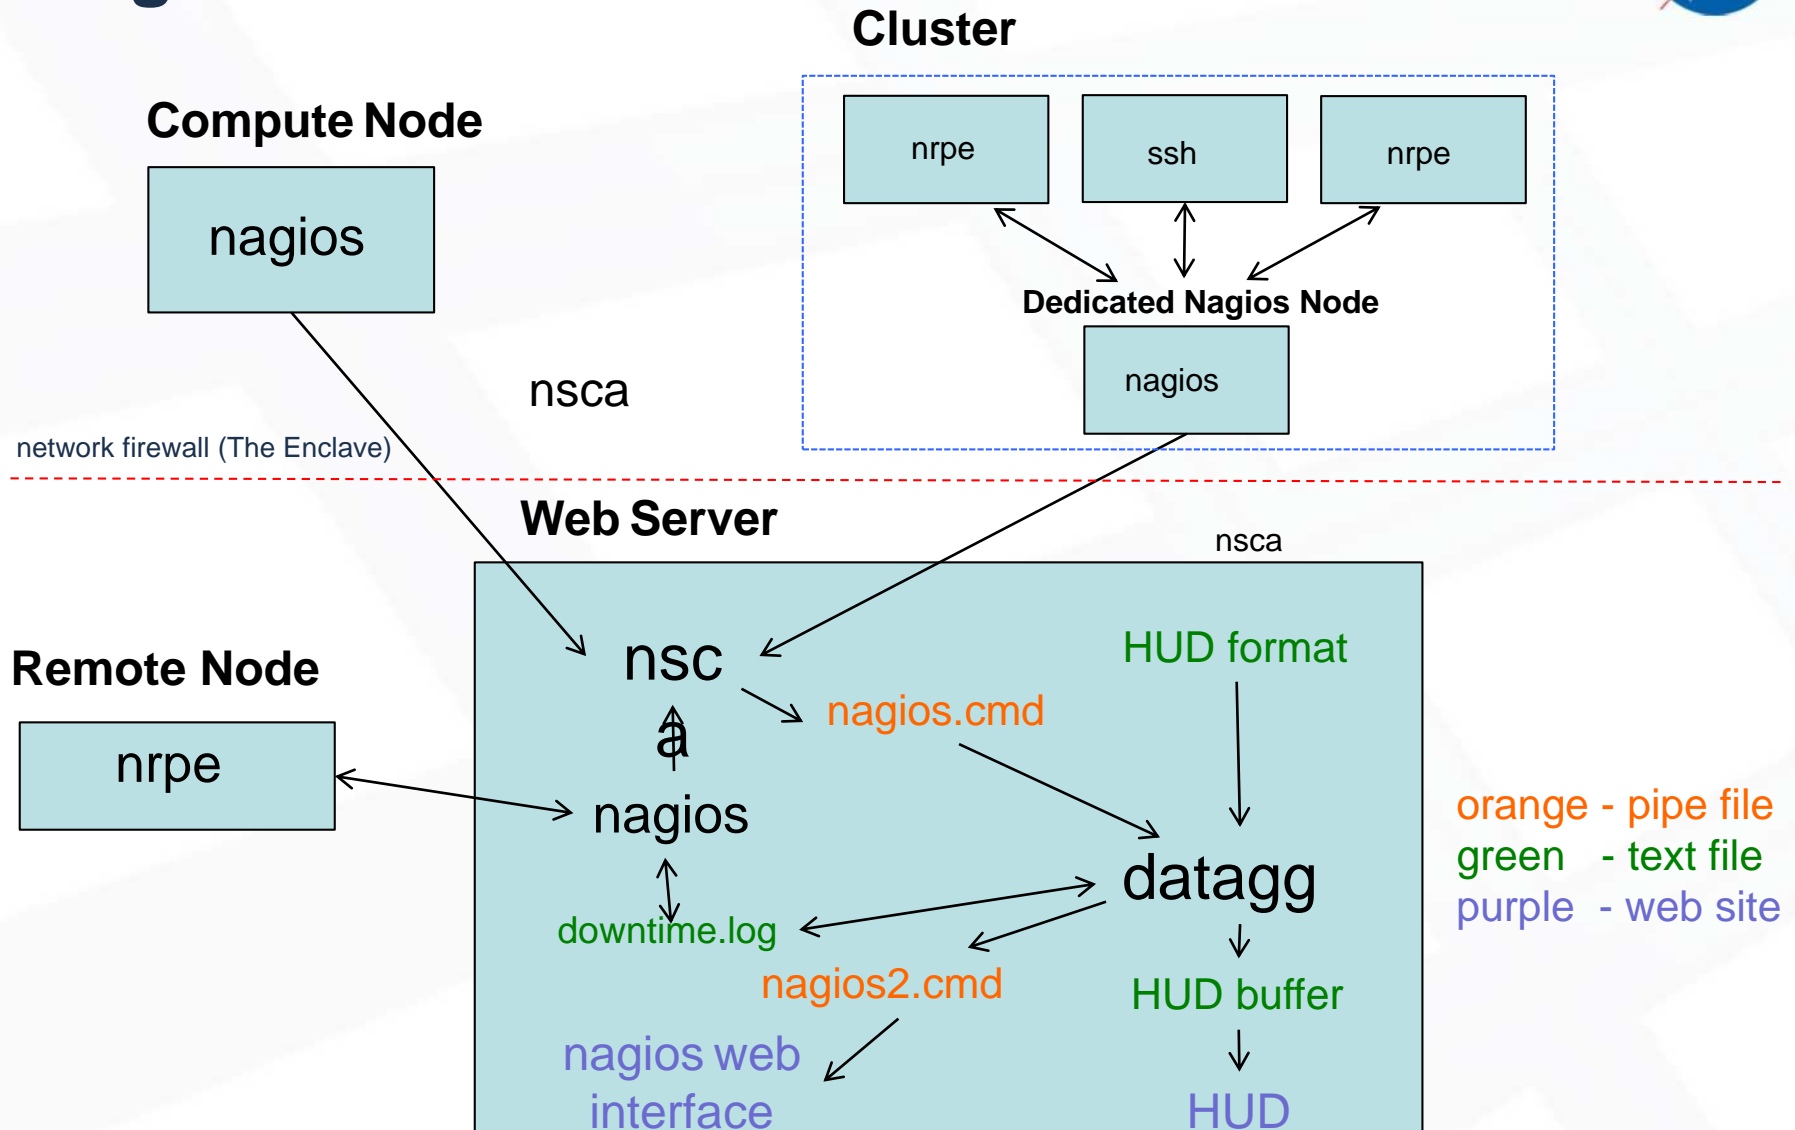 Cluster
Compute Node
nrpe
ssh
nrpe
nagios
Dedicated Nagios Node
nagios
nsca
network firewall (The Enclave)
Web Server
nsca
Remote Node
nrpe
nsc
a
HUD format
nagios.cmd
nagios
datagg
downtime.log
nagios2.cmd
HUD buffer
nagios web
interface
HUD
orange - pipe file
green - text file
purple - web site